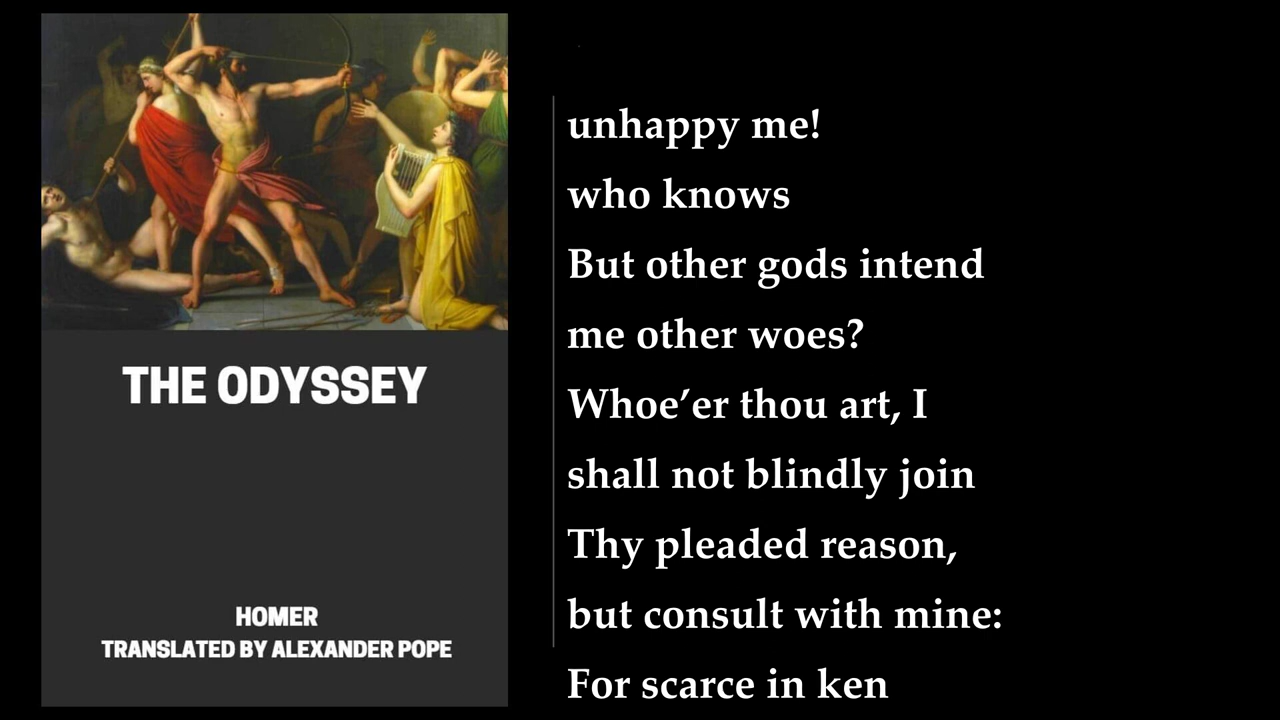 THE ODYSSEY
HOMER
TRANSLATED BY ALEXANDER POPE
unhappy me!
who knows
But other gods intend
me other woes?
Whoe’er thou art, I
shall not blindly join
Thy pleaded reason,
but consult with mine:
For scarce in ken